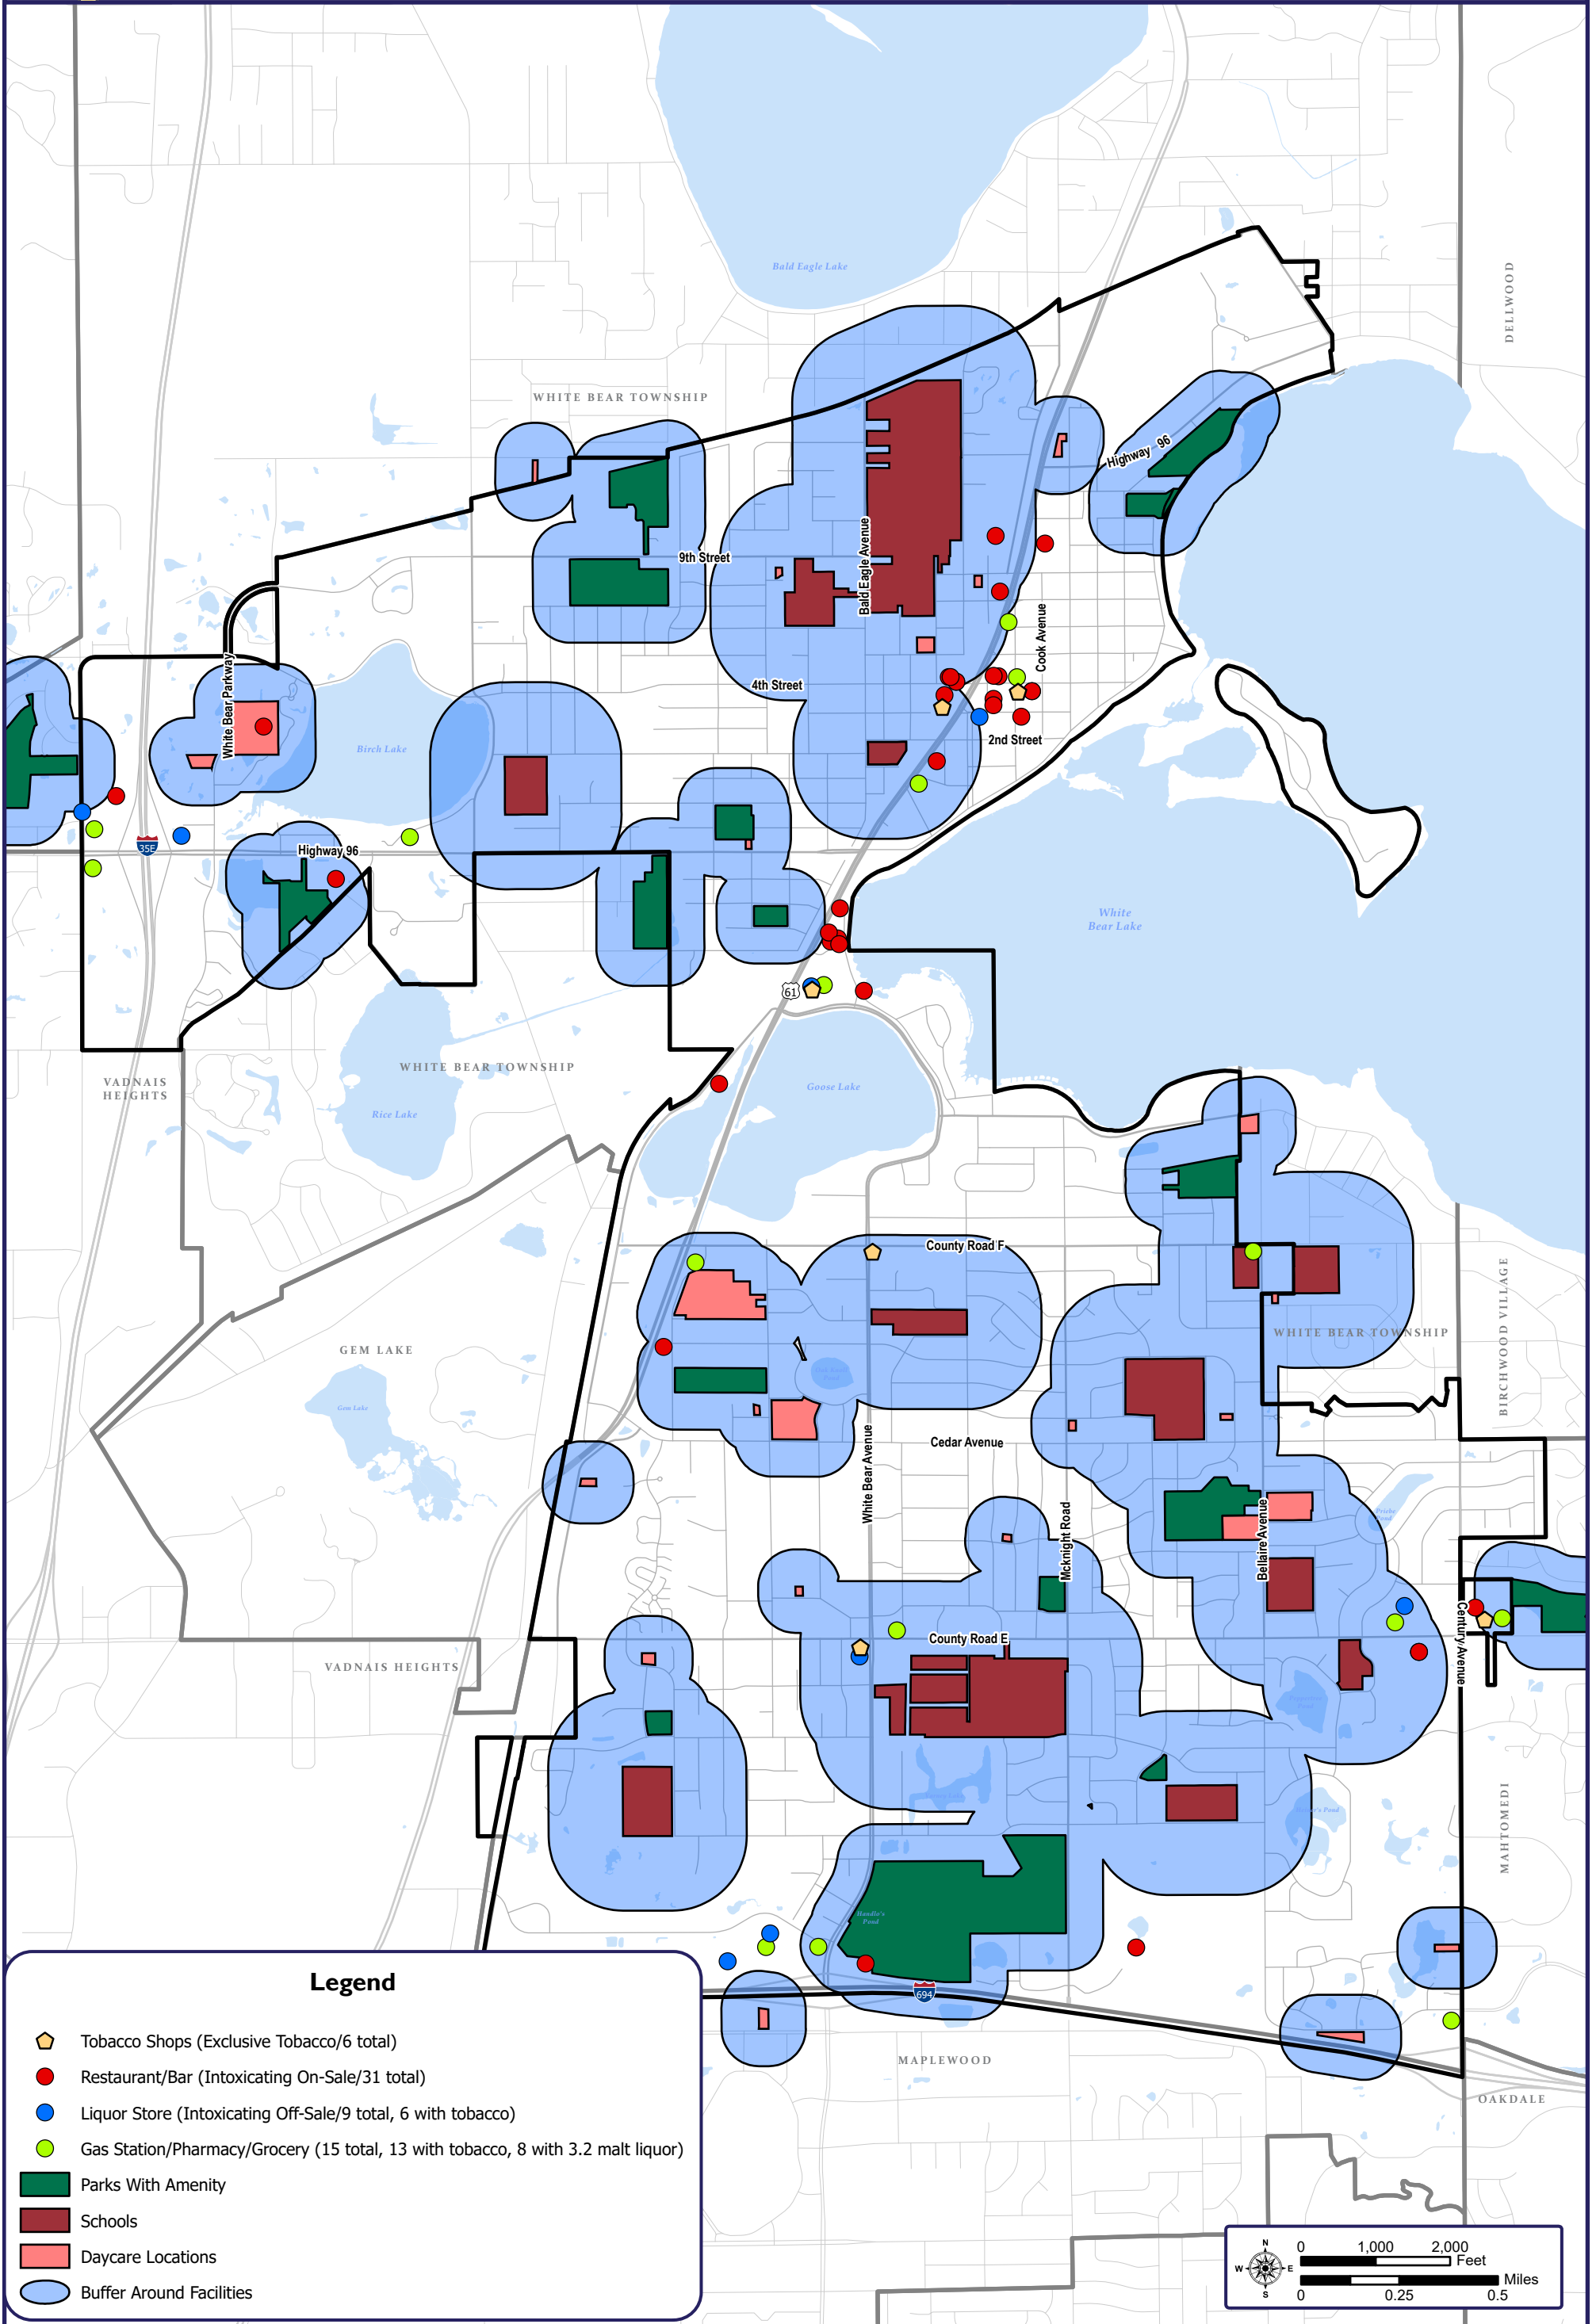 Bald Eagle Lake
DELLWOOD
WHITE BEAR TOWNSHIP
Highway 96
Bald Eagle Avenue
9th Street
Cook Avenue
White Bear Parkway
4th Street
2nd Street
Birch Lake
35E
Highway 96
White
Bear Lake
61
WHITE BEAR TOWNSHIP
VADNAIS
HEIGHTS
Goose Lake
Rice Lake
County Road F
BIRCHWOOD VILLAGE
WHITE BEAR TOWNSHIP
GEM LAKE
Gem Lake
White Bear Avenue
Cedar Avenue
Mcknight Road
Bellaire Avenue
Century Avenue
County Road E
VADNAIS HEIGHTS
MAHTOMEDI
Handlo's
Pond
694
MAPLEWOOD
OAKDALE
Legend
Tobacco Shops (Exclusive Tobacco/6 total)
Restaurant/Bar (Intoxicating On-Sale/31 total)
Liquor Store (Intoxicating Off-Sale/9 total, 6 with tobacco)
Gas Station/Pharmacy/Grocery (15 total, 13 with tobacco, 8 with 3.2 malt liquor)
Parks With Amenity
Schools
Daycare Locations
Buffer Around Facilities
N
W E
S
0 1,000 2,000
Feet
Miles
0 0.25 0.5